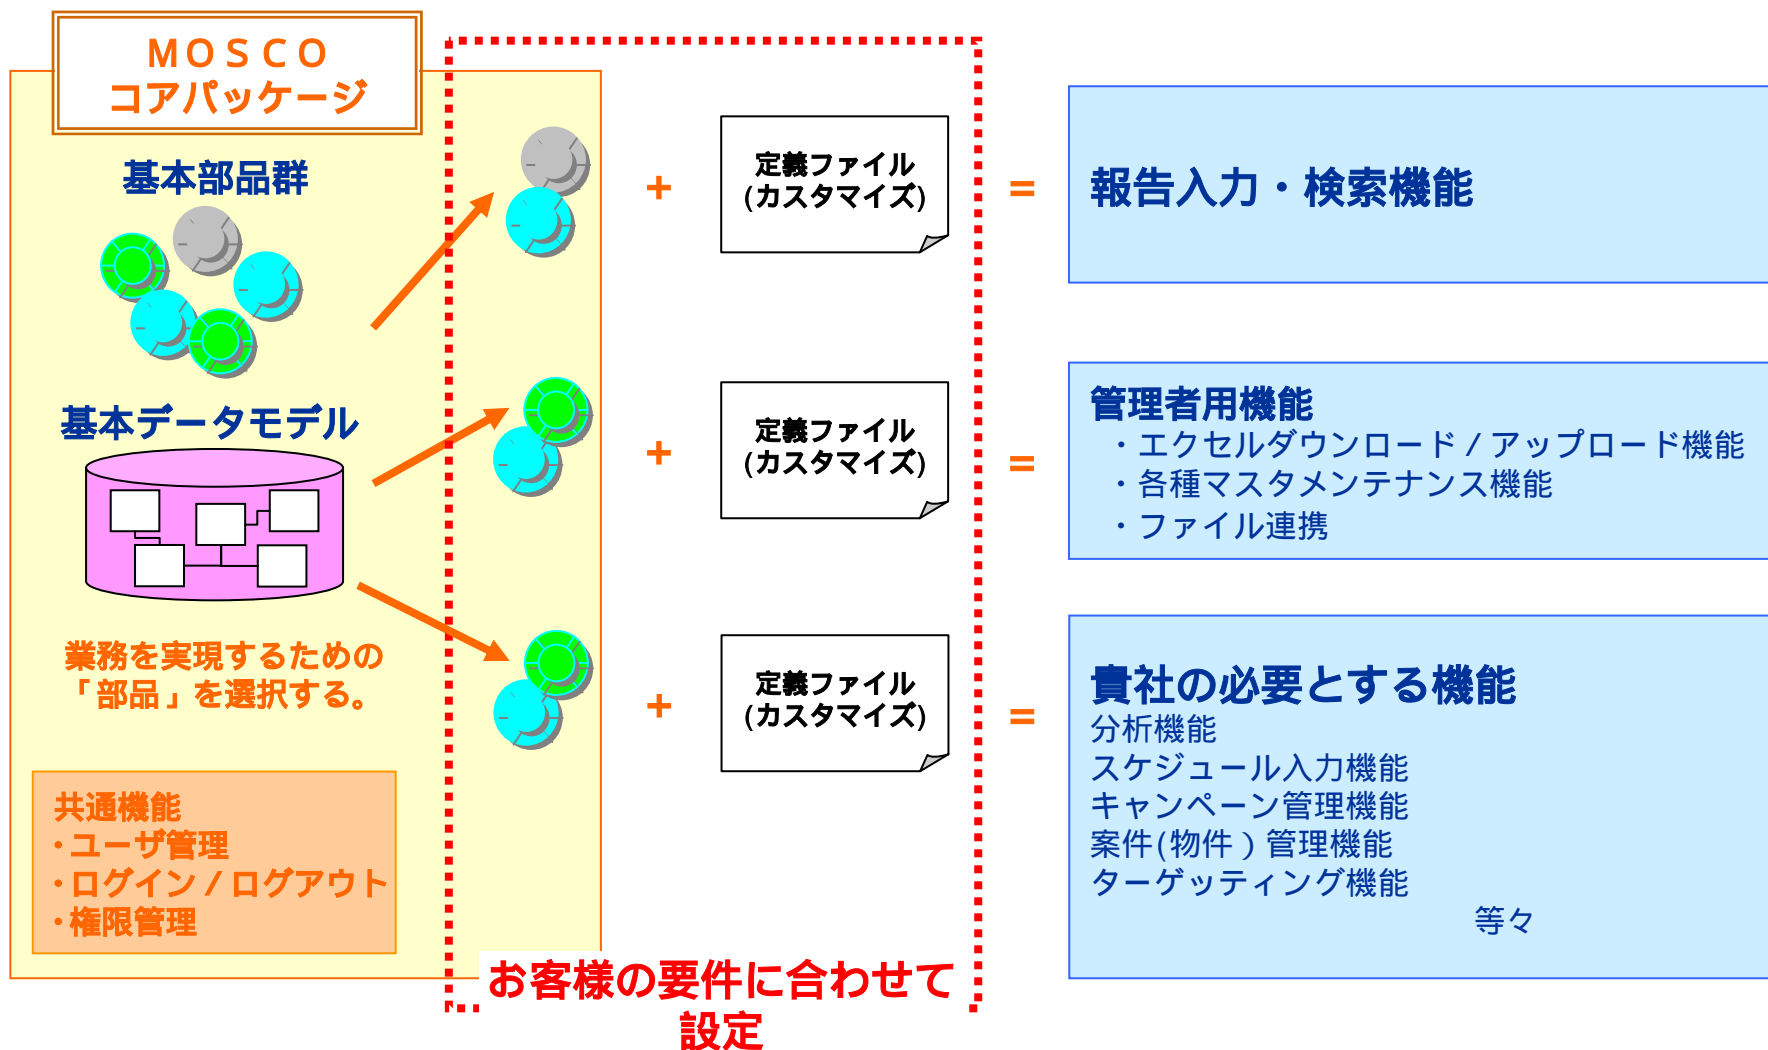 ＭＯＳＣＯ
コアパッケージ
基本部品群
基本データモデル
業務を実現するための
「部品」を選択する。
共通機能
・ユーザ管理
・ログイン／ログアウト
・権限管理
+
定義ファイル
(カスタマイズ)
=
報告入力・検索機能
+
定義ファイル
(カスタマイズ)
=
管理者用機能
・エクセルダウンロード／アップロード機能
・各種マスタメンテナンス機能
・ファイル連携
+
定義ファイル
(カスタマイズ)
=
貴社の必要とする機能
分析機能
スケジュール入力機能
キャンペーン管理機能
案件(物件）管理機能
ターゲッティング機能
等々
お客様の要件に合わせて
設定